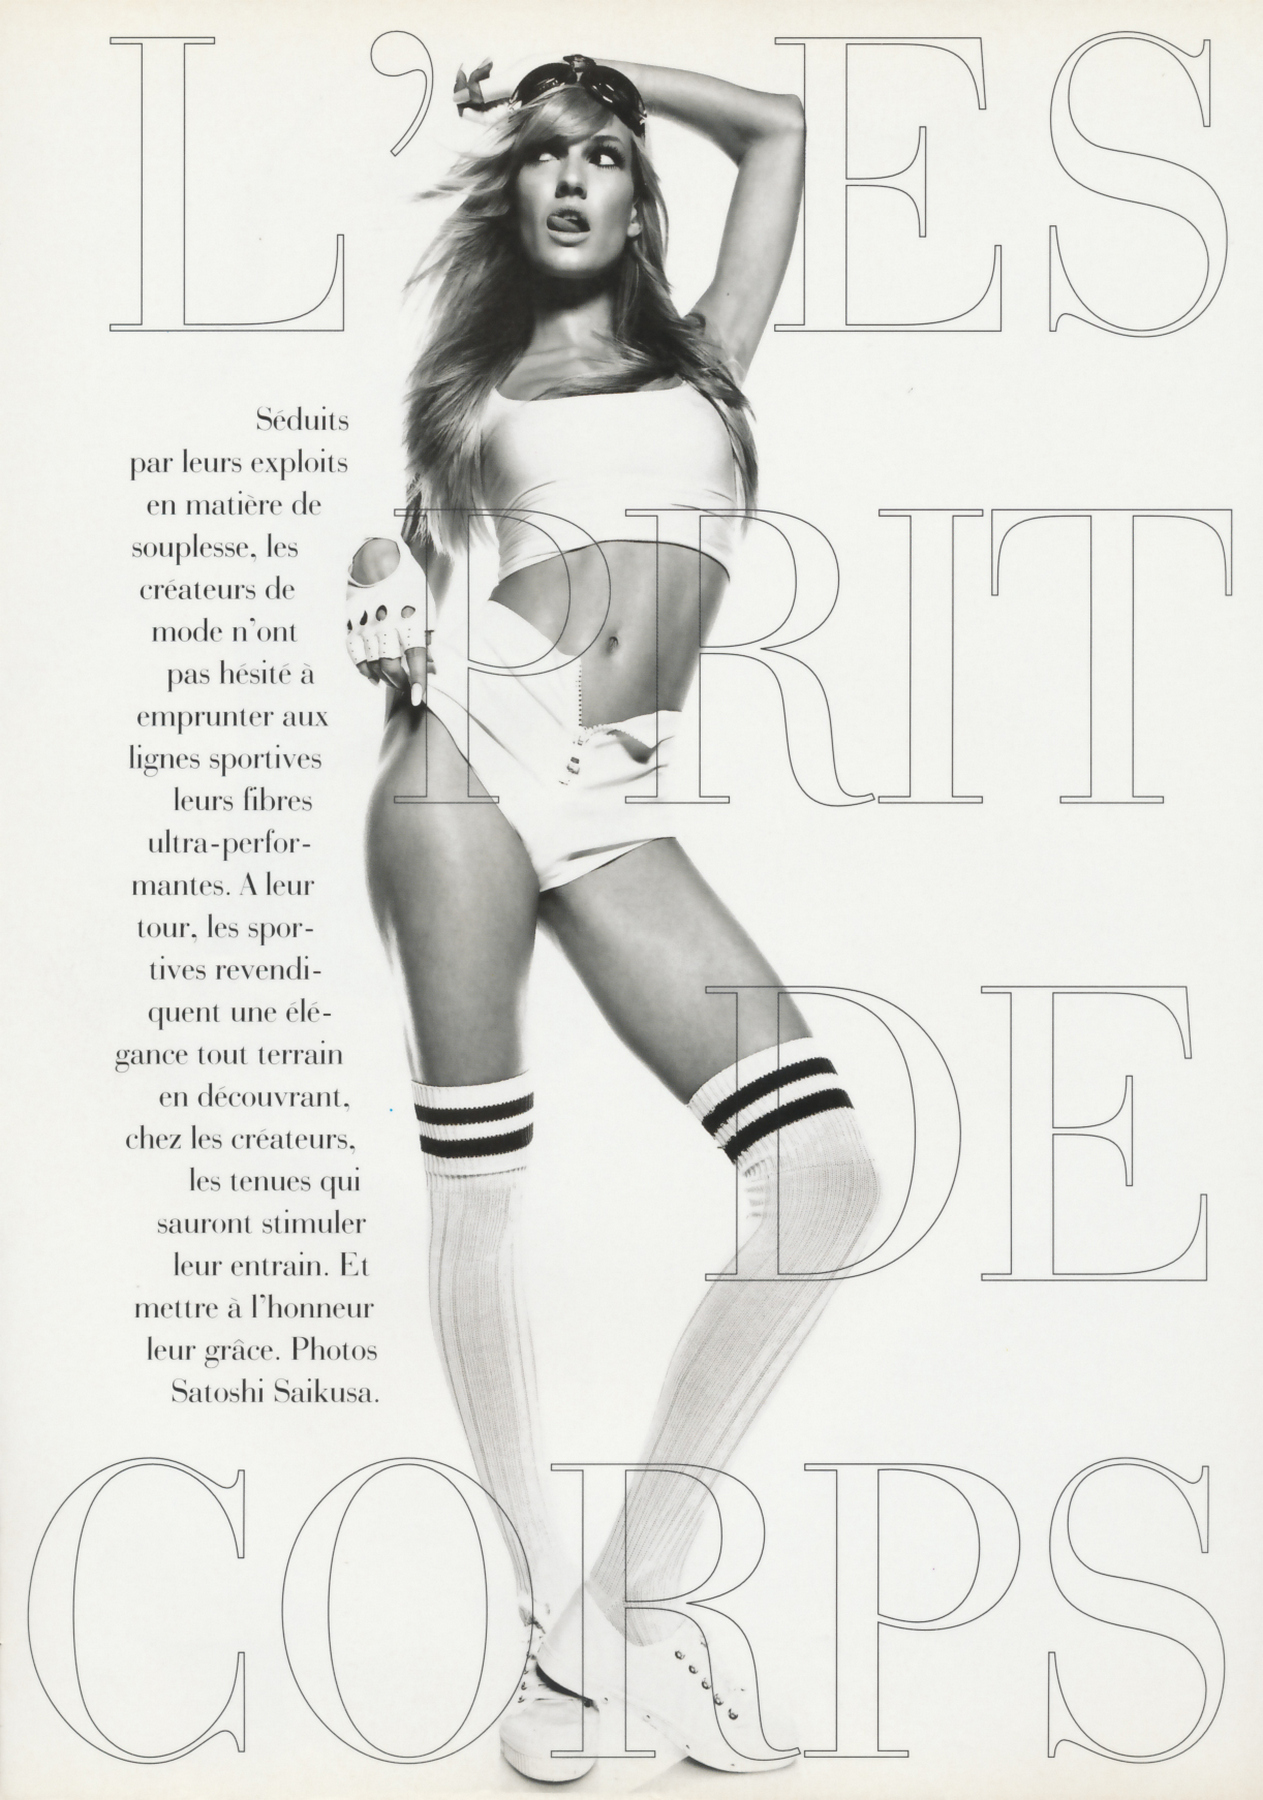 L'ES
PRIT
DE
CORPS
Séduits
par leurs exploits
en matière de
souplesse, les
créateurs de
mode n'ont
pas hésité à
emprunter aux
lignes sportives
leurs fibres
ultra-perfor-
mantes. A leur
tour, les spor-
tives revendi-
quent une élé-
gance tout terrain
en découvrant,
chez les créateurs,
les tenues qui
sauront stimuler
leur entrain. Et
mettre à l'honneur
leur grâce. Photos
Satoshi Saikusa.